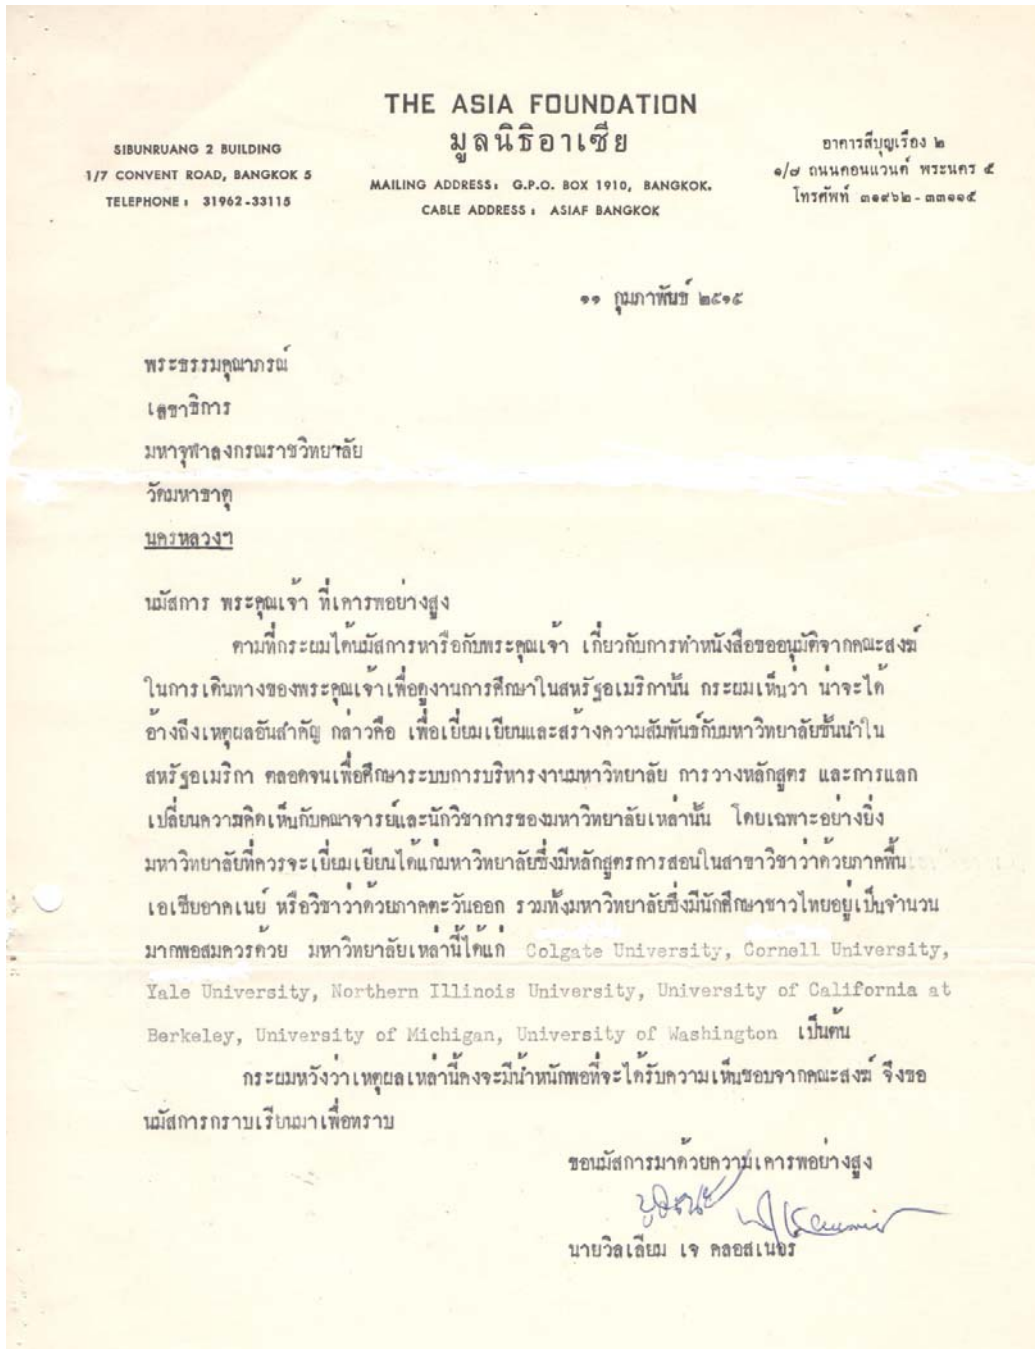 THE ASIA FOUNDATION
มูลนิธิอาเซีย
SIBUNRUANG 2 BUILDING
1/7 CONVENT ROAD, BANGKOK 5
TELEPHONE: 31962-33115
MAILING ADDRESS: G.P.O. BOX 1910, BANGKOK.
CABLE ADDRESS: ASIAF BANGKOK
อาคารสีบุญเรือง ๒
๑/๗ ถนนคอนแวนต์ พระนคร ๕
โทรศัพท์ ๓๑๙๖๒-๓๓๑๑๕
๑๑ กุมภาพันธ์ ๒๕๑๕
พระธรรมคุณาภรณ์
เลขาธิการ
มหาจุฬาลงกรณราชวิทยาลัย
วัดมหาธาตุ
นครหลวงฯ
นมัสการ พระคุณเจ้า ที่เคารพอย่างสูง
ตามที่กระผมได้นมัสการหารือกับพระคุณเจ้า เกี่ยวกับการทำหนังสือขออนุมัติจากคณะสงฆ์
ในการเดินทางของพระคุณเจ้าเพื่อดูงานการศึกษาในสหรัฐอเมริกานั้น กระผมเห็นว่า น่าจะได้
อ้างถึงเหตุผลอันสำคัญ กล่าวคือ เพื่อเยี่ยมเยียนและสร้างความสัมพันธ์กับมหาวิทยาลัยชั้นนำใน
สหรัฐอเมริกา ตลอดจนเพื่อศึกษาระบบการบริหารงานมหาวิทยาลัย การวางหลักสูตร และการแลก
เปลี่ยนความคิดเห็นกับคณาจารย์และนักวิชาการของมหาวิทยาลัยเหล่านั้น โดยเฉพาะอย่างยิ่ง
มหาวิทยาลัยที่ควรจะเยี่ยมเยียนได้แก่มหาวิทยาลัยซึ่งมีหลักสูตรการสอนในสาขาวิชาว่าด้วยภาคพื้น
เอเชียอาคเนย์ หรือวิชาว่าด้วยภาคตะวันออก รวมทั้งมหาวิทยาลัยซึ่งมีนักศึกษาชาวไทยอยู่เป็นจำนวน
มากพอสมควรด้วย มหาวิทยาลัยเหล่านี้ได้แก่ Colgate University, Cornell University,
Yale University, Northern Illinois University, University of California at
Berkeley, University of Michigan, University of Washington เป็นต้น
กระผมหวังว่าเหตุผลเหล่านี้คงจะมีน้ำหนักพอที่จะได้รับความเห็นชอบจากคณะสงฆ์ จึงขอ
นมัสการกราบเรียนมาเพื่อทราบ
ขอนมัสการมาด้วยความเคารพอย่างสูง
นายวิลเลียม เจ คลอสเนอร์